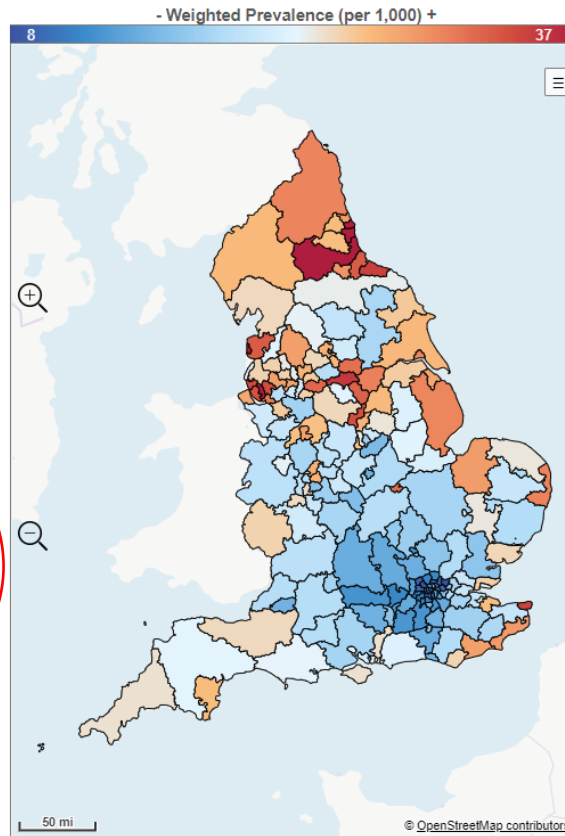 - Weighted Prevalence (per 1,000) +
8 37
50 mi
© OpenStreetMap contributors